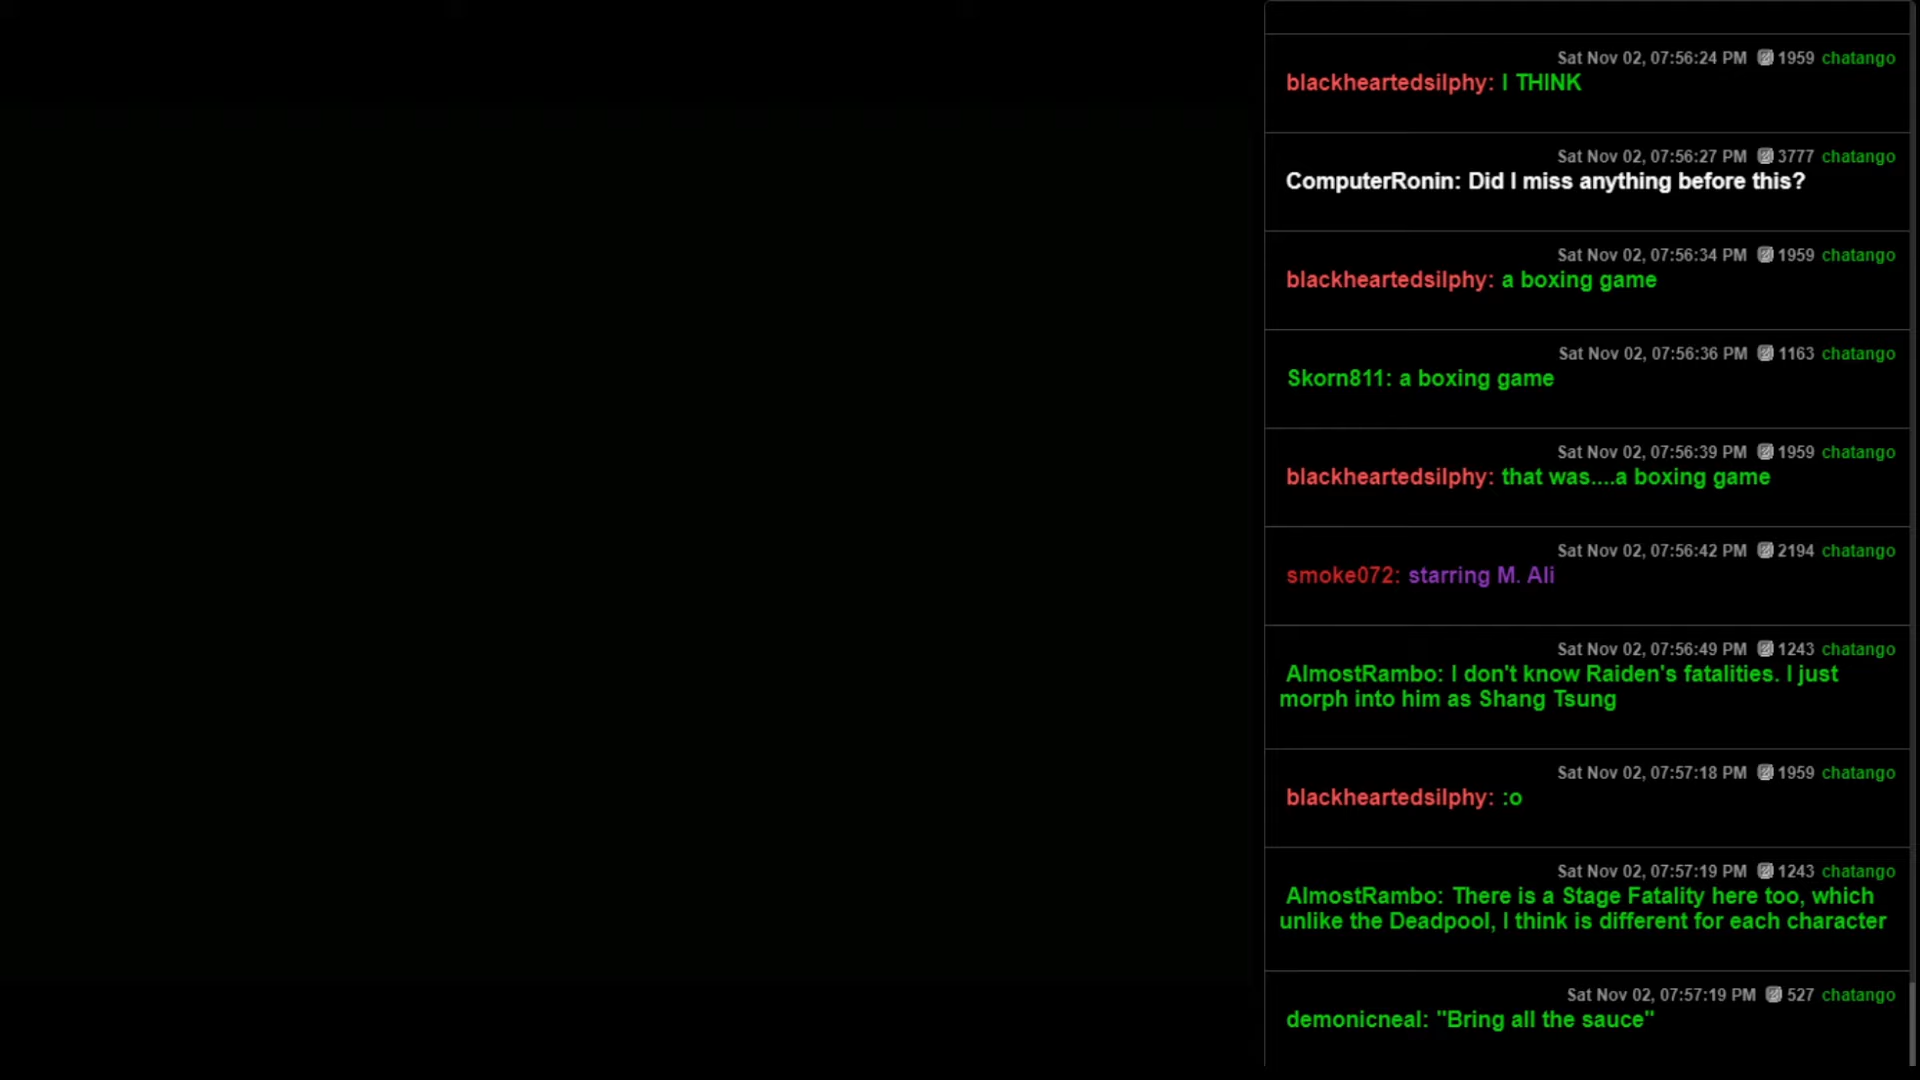 Sat Nov 02, 07:56:24 PM 1959 chatango
blackheartedsilphy: I THINK
Sat Nov 02, 07:56:27 PM 3777 chatango
ComputerRonin: Did I miss anything before this?
Sat Nov 02, 07:56:34 PM 1959 chatango
blackheartedsilphy: a boxing game
Sat Nov 02, 07:56:36 PM 1163 chatango
Skorn811: a boxing game
Sat Nov 02, 07:56:39 PM 1959 chatango
blackheartedsilphy: that was....a boxing game
Sat Nov 02, 07:56:42 PM 2194 chatango
smoke072: starring M. Ali
Sat Nov 02, 07:56:49 PM 1243 chatango
AlmostRambo: I don't know Raiden's fatalities. I just
morph into him as Shang Tsung
Sat Nov 02, 07:57:18 PM 1959 chatango
blackheartedsilphy: :o
Sat Nov 02, 07:57:19 PM 1243 chatango
AlmostRambo: There is a Stage Fatality here too, which
unlike the Deadpool, I think is different for each character
Sat Nov 02, 07:57:19 PM 527 chatango
demonicneal: "Bring all the sauce"